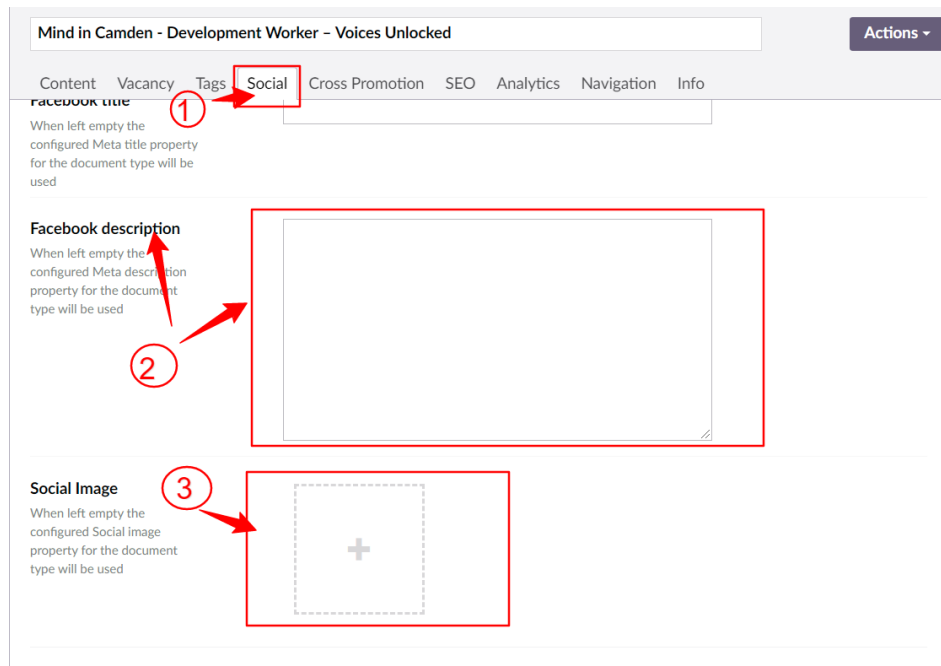 Mind in Camden - Development Worker – Voices Unlocked
Actions
Content Vacancy Tags Social Cross Promotion SEO Analytics Navigation Info
1
Facebook title
When left empty the
configured Meta title property
for the document type will be
used
Facebook description
When left empty the
configured Meta description
property for the document
type will be used
2
Social Image
3
When left empty the
configured Social image
property for the document
type will be used